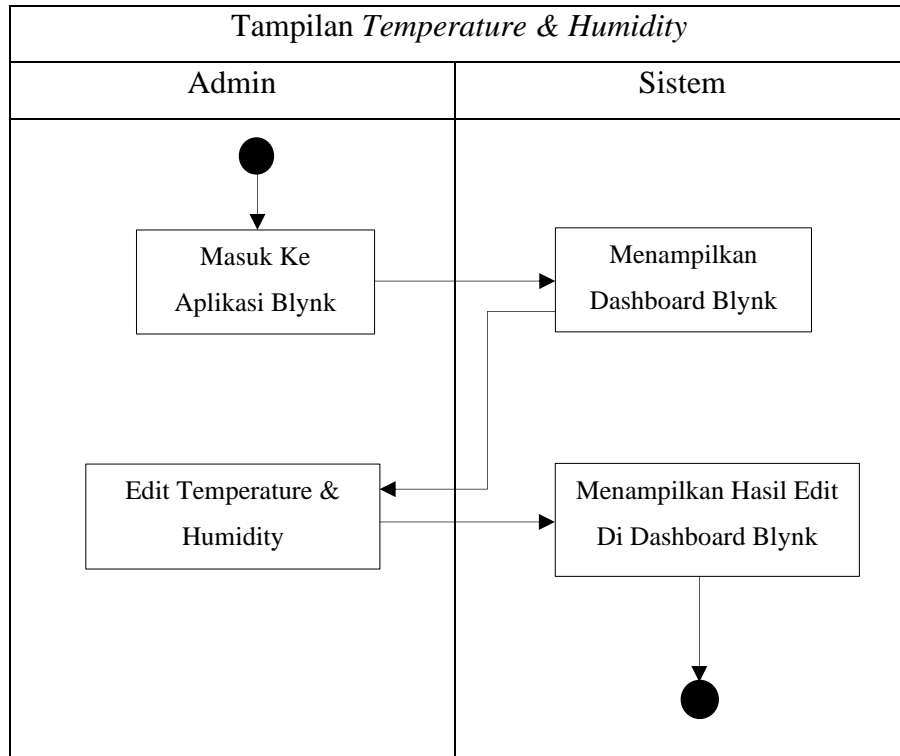 Tampilan Temperature & Humidity
Admin
Sistem
Masuk Ke
Aplikasi Blynk
Menampilkan
Dashboard Blynk
Edit Temperature &
Humidity
Menampilkan Hasil Edit
Di Dashboard Blynk